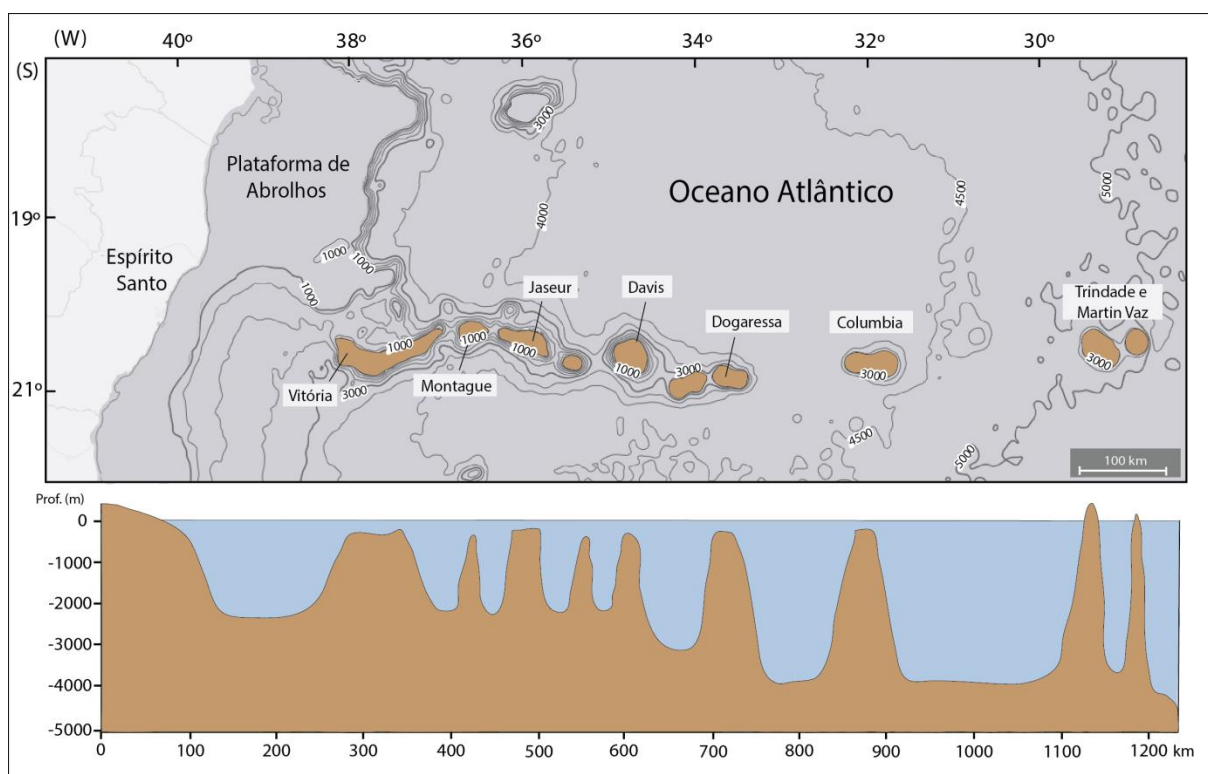 (W)
40º
38º
36º
34º
32º
30º
(S)
3000
Plataforma de
Abrolhos
Oceano Atlântico
4000
4500
5000
19º
Espírito
Santo
1000
1000
1000
Jaseur
Davis
Trindade e
Martin Vaz
Dogaressa
Columbia
1000
1000
1000
1000
3000
3000
3000
21º
Vitória
3000
Montague
4500
5000
100 km
Prof. (m)
0
-1000
-2000
-3000
-4000
-5000
0
100
200
300
400
500
600
700
800
900
1000
1100
1200 km